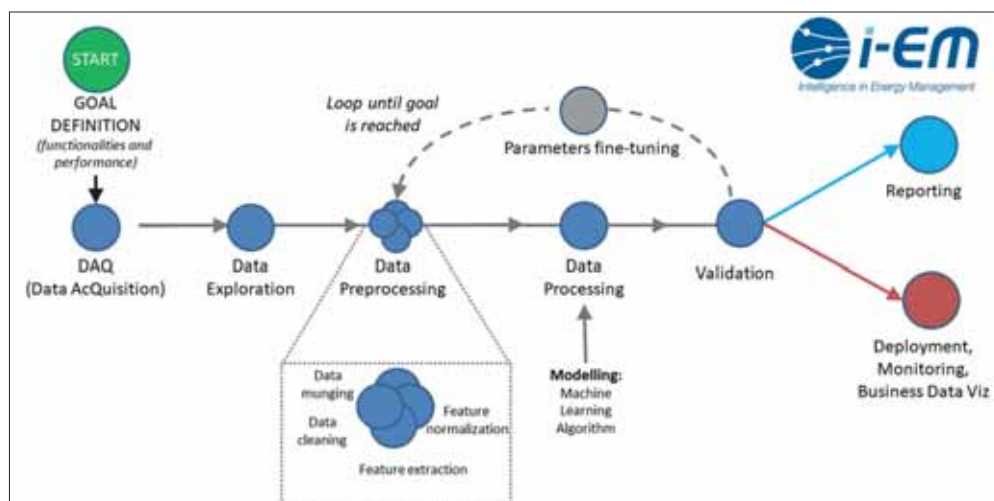 START
GOAL
DEFINITION
(functionalities and
performance)
DAQ
(Data AcQuisition)
Data
Exploration
Loop until goal
is reached
Data
Preprocessing
Parameters fine-tuning
Data
Processing
Validation
i-EM
Intelligence in Energy Management
Reporting
Deployment,
Monitoring,
Business Data Viz
Data
munging
Data
cleaning
Feature
normalization
Feature extraction
Modelling:
Machine
Learning
Algorithm